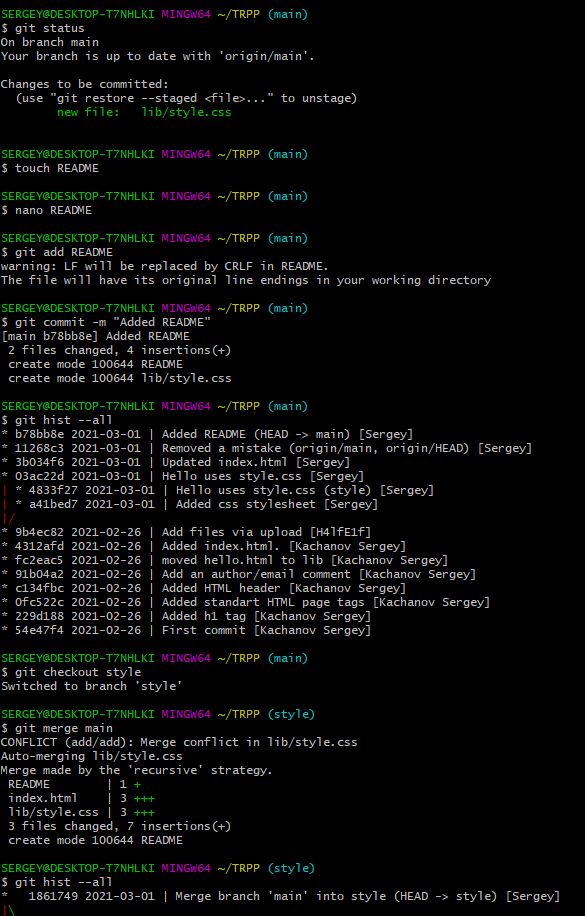 SERGEY@DESKTOP-T7NHLKI MINGW64 ~/TRPP (main)
$ git status
On branch main
Your branch is up to date with 'origin/main'.
Changes to be committed:
  (use "git restore --staged <file>..." to unstage)
        new file:   lib/style.css
SERGEY@DESKTOP-T7NHLKI MINGW64 ~/TRPP (main)
$ touch README
SERGEY@DESKTOP-T7NHLKI MINGW64 ~/TRPP (main)
$ nano README
SERGEY@DESKTOP-T7NHLKI MINGW64 ~/TRPP (main)
$ git add README
warning: LF will be replaced by CRLF in README.
The file will have its original line endings in your working directory
SERGEY@DESKTOP-T7NHLKI MINGW64 ~/TRPP (main)
$ git commit -m "Added README"
[main b78bb8e] Added README
 2 files changed, 4 insertions(+)
 create mode 100644 README
 create mode 100644 lib/style.css
SERGEY@DESKTOP-T7NHLKI MINGW64 ~/TRPP (main)
$ git hist --all
* b78bb8e 2021-03-01 | Added README (HEAD -> main) [Sergey]
* 11268c3 2021-03-01 | Removed a mistake (origin/main, origin/HEAD) [Sergey]
* 3b034f6 2021-03-01 | Updated index.html [Sergey]
* 03ac22d 2021-03-01 | Hello uses style.css [Sergey]
| * 4833f27 2021-03-01 | Hello uses style.css (style) [Sergey]
| * a41bed7 2021-03-01 | Added css stylesheet [Sergey]
|/
* 9b4ec82 2021-02-26 | Add files via upload [H4lfE1f]
* 4312afd 2021-02-26 | Added index.html. [Kachanov Sergey]
* fc2eac5 2021-02-26 | moved hello.html to lib [Kachanov Sergey]
* 91b04a2 2021-02-26 | Add an author/email comment [Kachanov Sergey]
* c134fbc 2021-02-26 | Added HTML header [Kachanov Sergey]
* 0fc522c 2021-02-26 | Added standart HTML page tags [Kachanov Sergey]
* 229d188 2021-02-26 | Added h1 tag [Kachanov Sergey]
* 54e47f4 2021-02-26 | First commit [Kachanov Sergey]
SERGEY@DESKTOP-T7NHLKI MINGW64 ~/TRPP (main)
$ git checkout style
Switched to branch 'style'
SERGEY@DESKTOP-T7NHLKI MINGW64 ~/TRPP (style)
$ git merge main
CONFLICT (add/add): Merge conflict in lib/style.css
Auto-merging lib/style.css
Merge made by the 'recursive' strategy.
 README        | 1 +
 index.html    | 3 +++
 lib/style.css | 3 +++
 3 files changed, 7 insertions(+)
 create mode 100644 README
SERGEY@DESKTOP-T7NHLKI MINGW64 ~/TRPP (style)
$ git hist --all
*   1861749 2021-03-01 | Merge branch 'main' into style (HEAD -> style) [Sergey]
|\